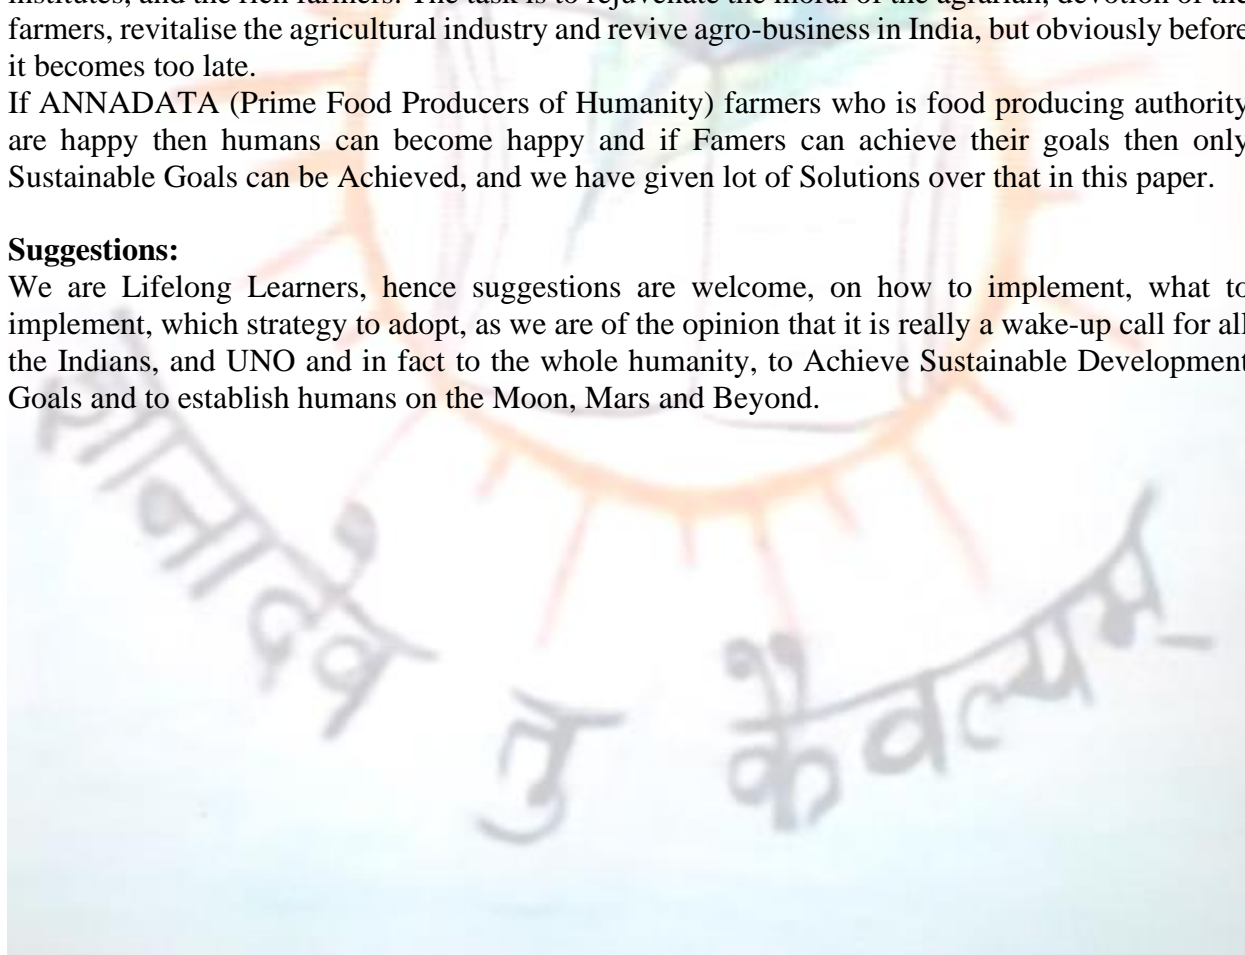 institutes, and the rich farmers. The task is to rejuvenate the moral of the agrarian, devotion of the
farmers, revitalise the agricultural industry and revive agro-business in India, but obviously before
it becomes too late.
If ANNADATA (Prime Food Producers of Humanity) farmers who is food producing authority
are happy then humans can become happy and if Famers can achieve their goals then only
Sustainable Goals can be Achieved, and we have given lot of Solutions over that in this paper.
Suggestions:
We are Lifelong Learners, hence suggestions are welcome, on how to implement, what to
implement, which strategy to adopt, as we are of the opinion that it is really a wake-up call for all
the Indians, and UNO and in fact to the whole humanity, to Achieve Sustainable Development
Goals and to establish humans on the Moon, Mars and Beyond.
ज्ञानादेव तु कैवल्यम्